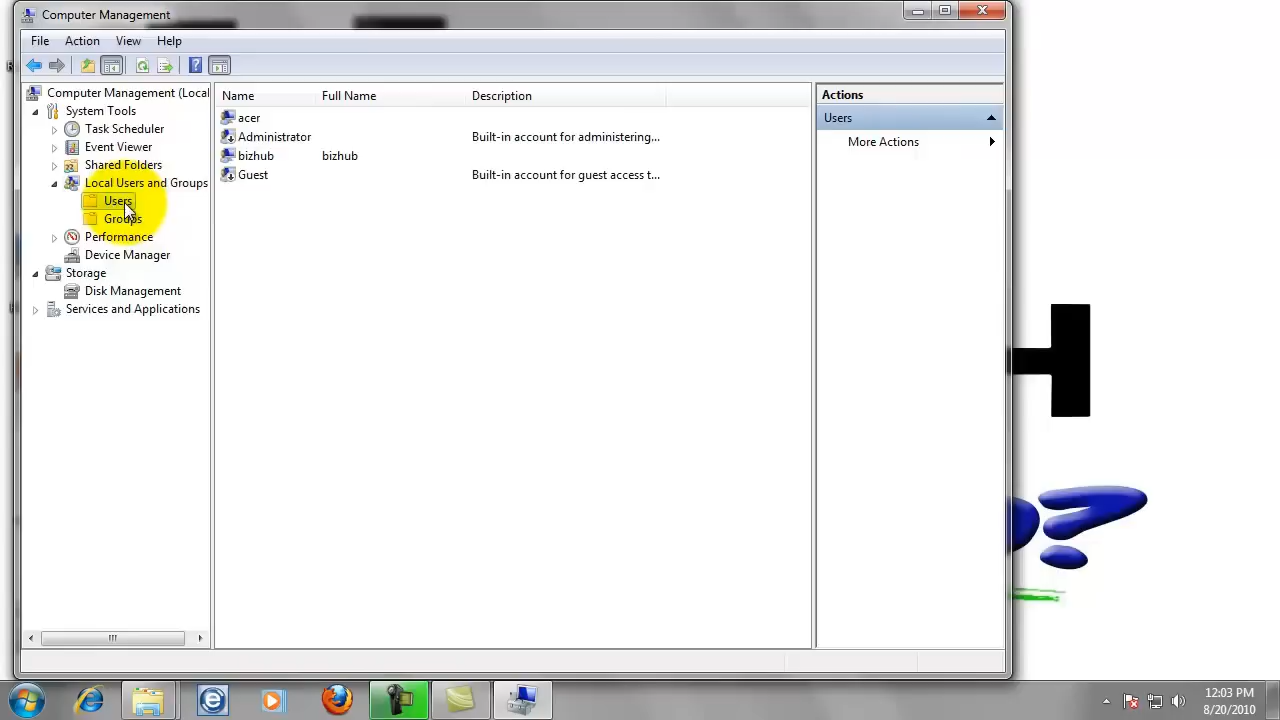 Computer Management
File Action View Help
Computer Management (Local
System Tools
Task Scheduler
Event Viewer
Shared Folders
Local Users and Groups
Users
Groups
Performance
Device Manager
Storage
Disk Management
Services and Applications
Name Full Name Description
acer
Administrator Built-in account for administering...
bizhub bizhub
Guest Built-in account for guest access t...
Actions
Users
More Actions
H
12:03 PM
8/20/2010